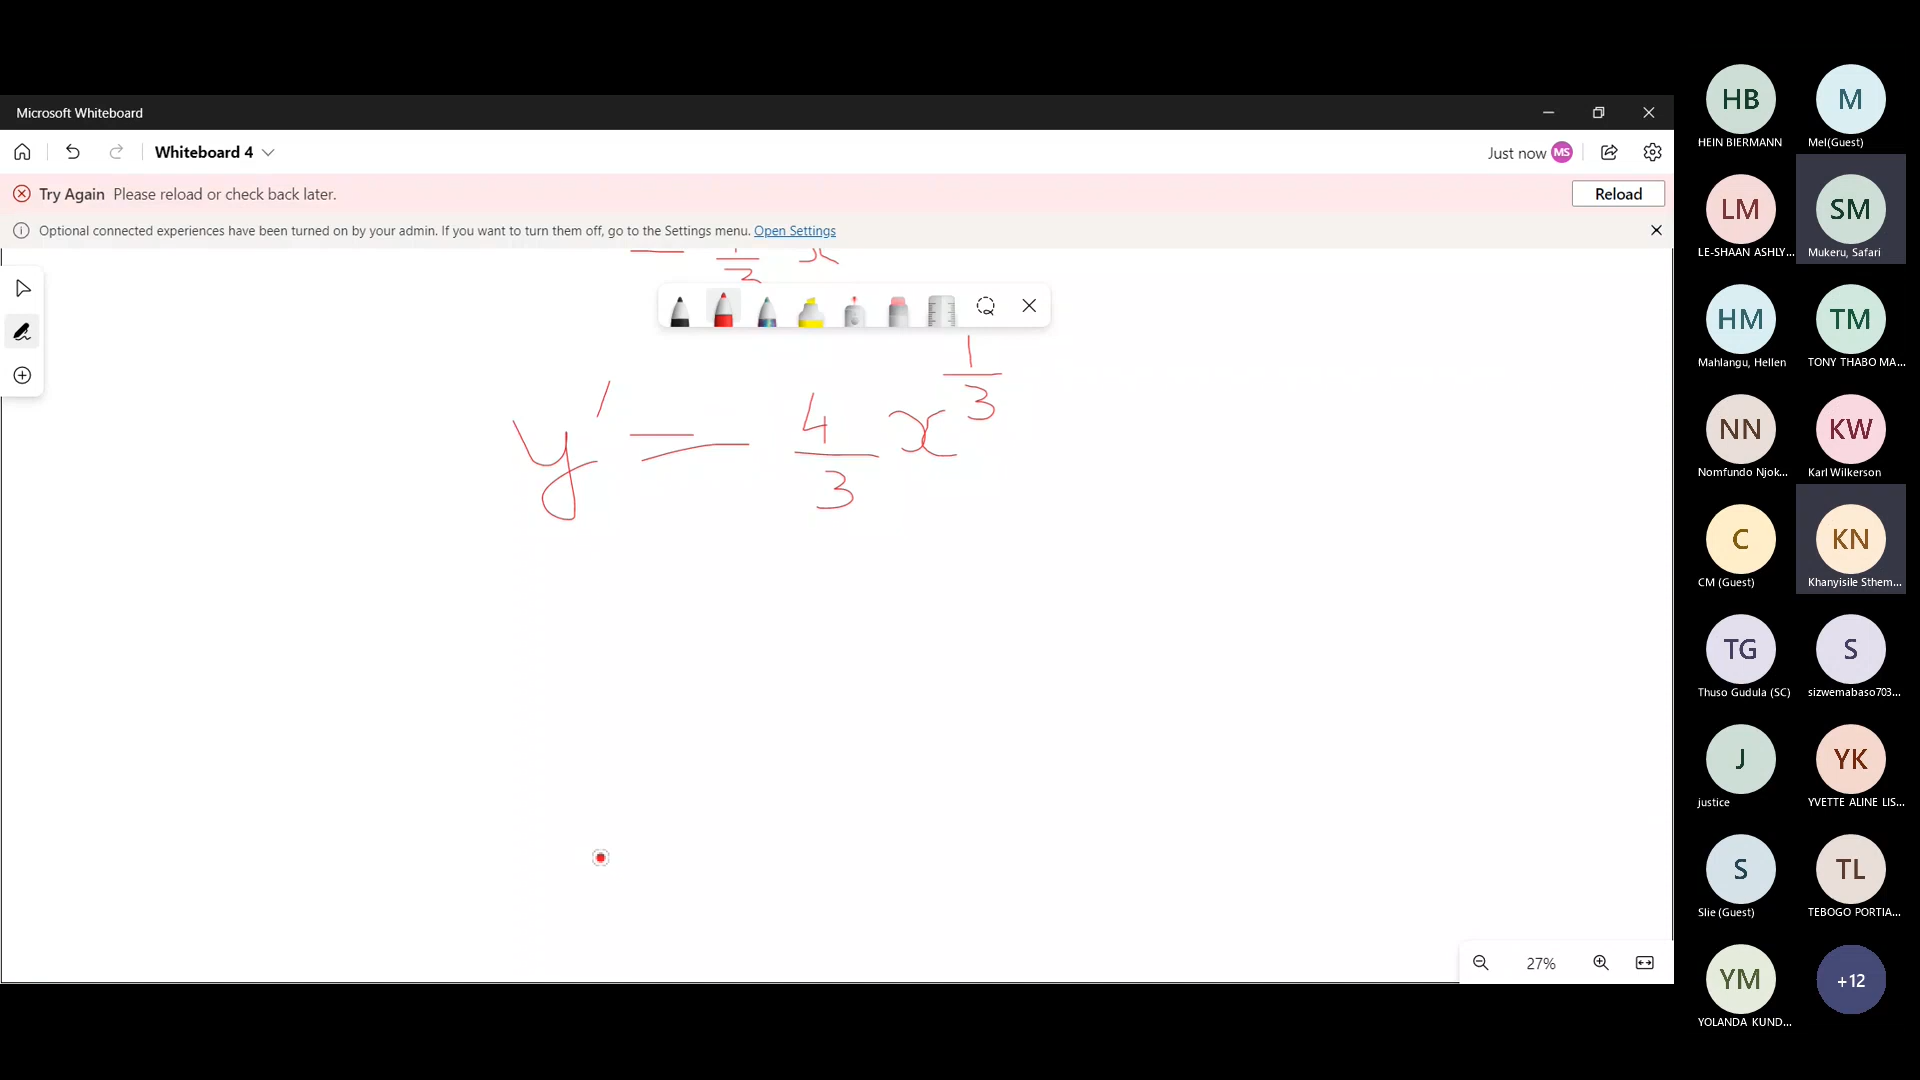 Microsoft Whiteboard
Whiteboard 4
Just now MS
Try Again Please reload or check back later.
Reload
Optional connected experiences have been turned on by your admin. If you want to turn them off, go to the Settings menu. Open Settings
y' = 4/3 x^1/3
27%
HB
HEIN BIERMANN
M
Mel(Guest)
LM
LE-SHAAN ASHLY...
SM
Mukeru, Safari
HM
Mahlangu, Hellen
TM
TONY THABO MA...
NN
Nomfundo Njok...
KW
Karl Wilkerson
C
CM (Guest)
KN
Khanyisile Sthem...
TG
Thuso Gudula (SC)
S
sizwemabaso703...
J
justice
YK
YVETTE ALINE LIS...
S
Slie (Guest)
TL
TEBOGO PORTIA...
YM
YOLANDA KUND...
+12